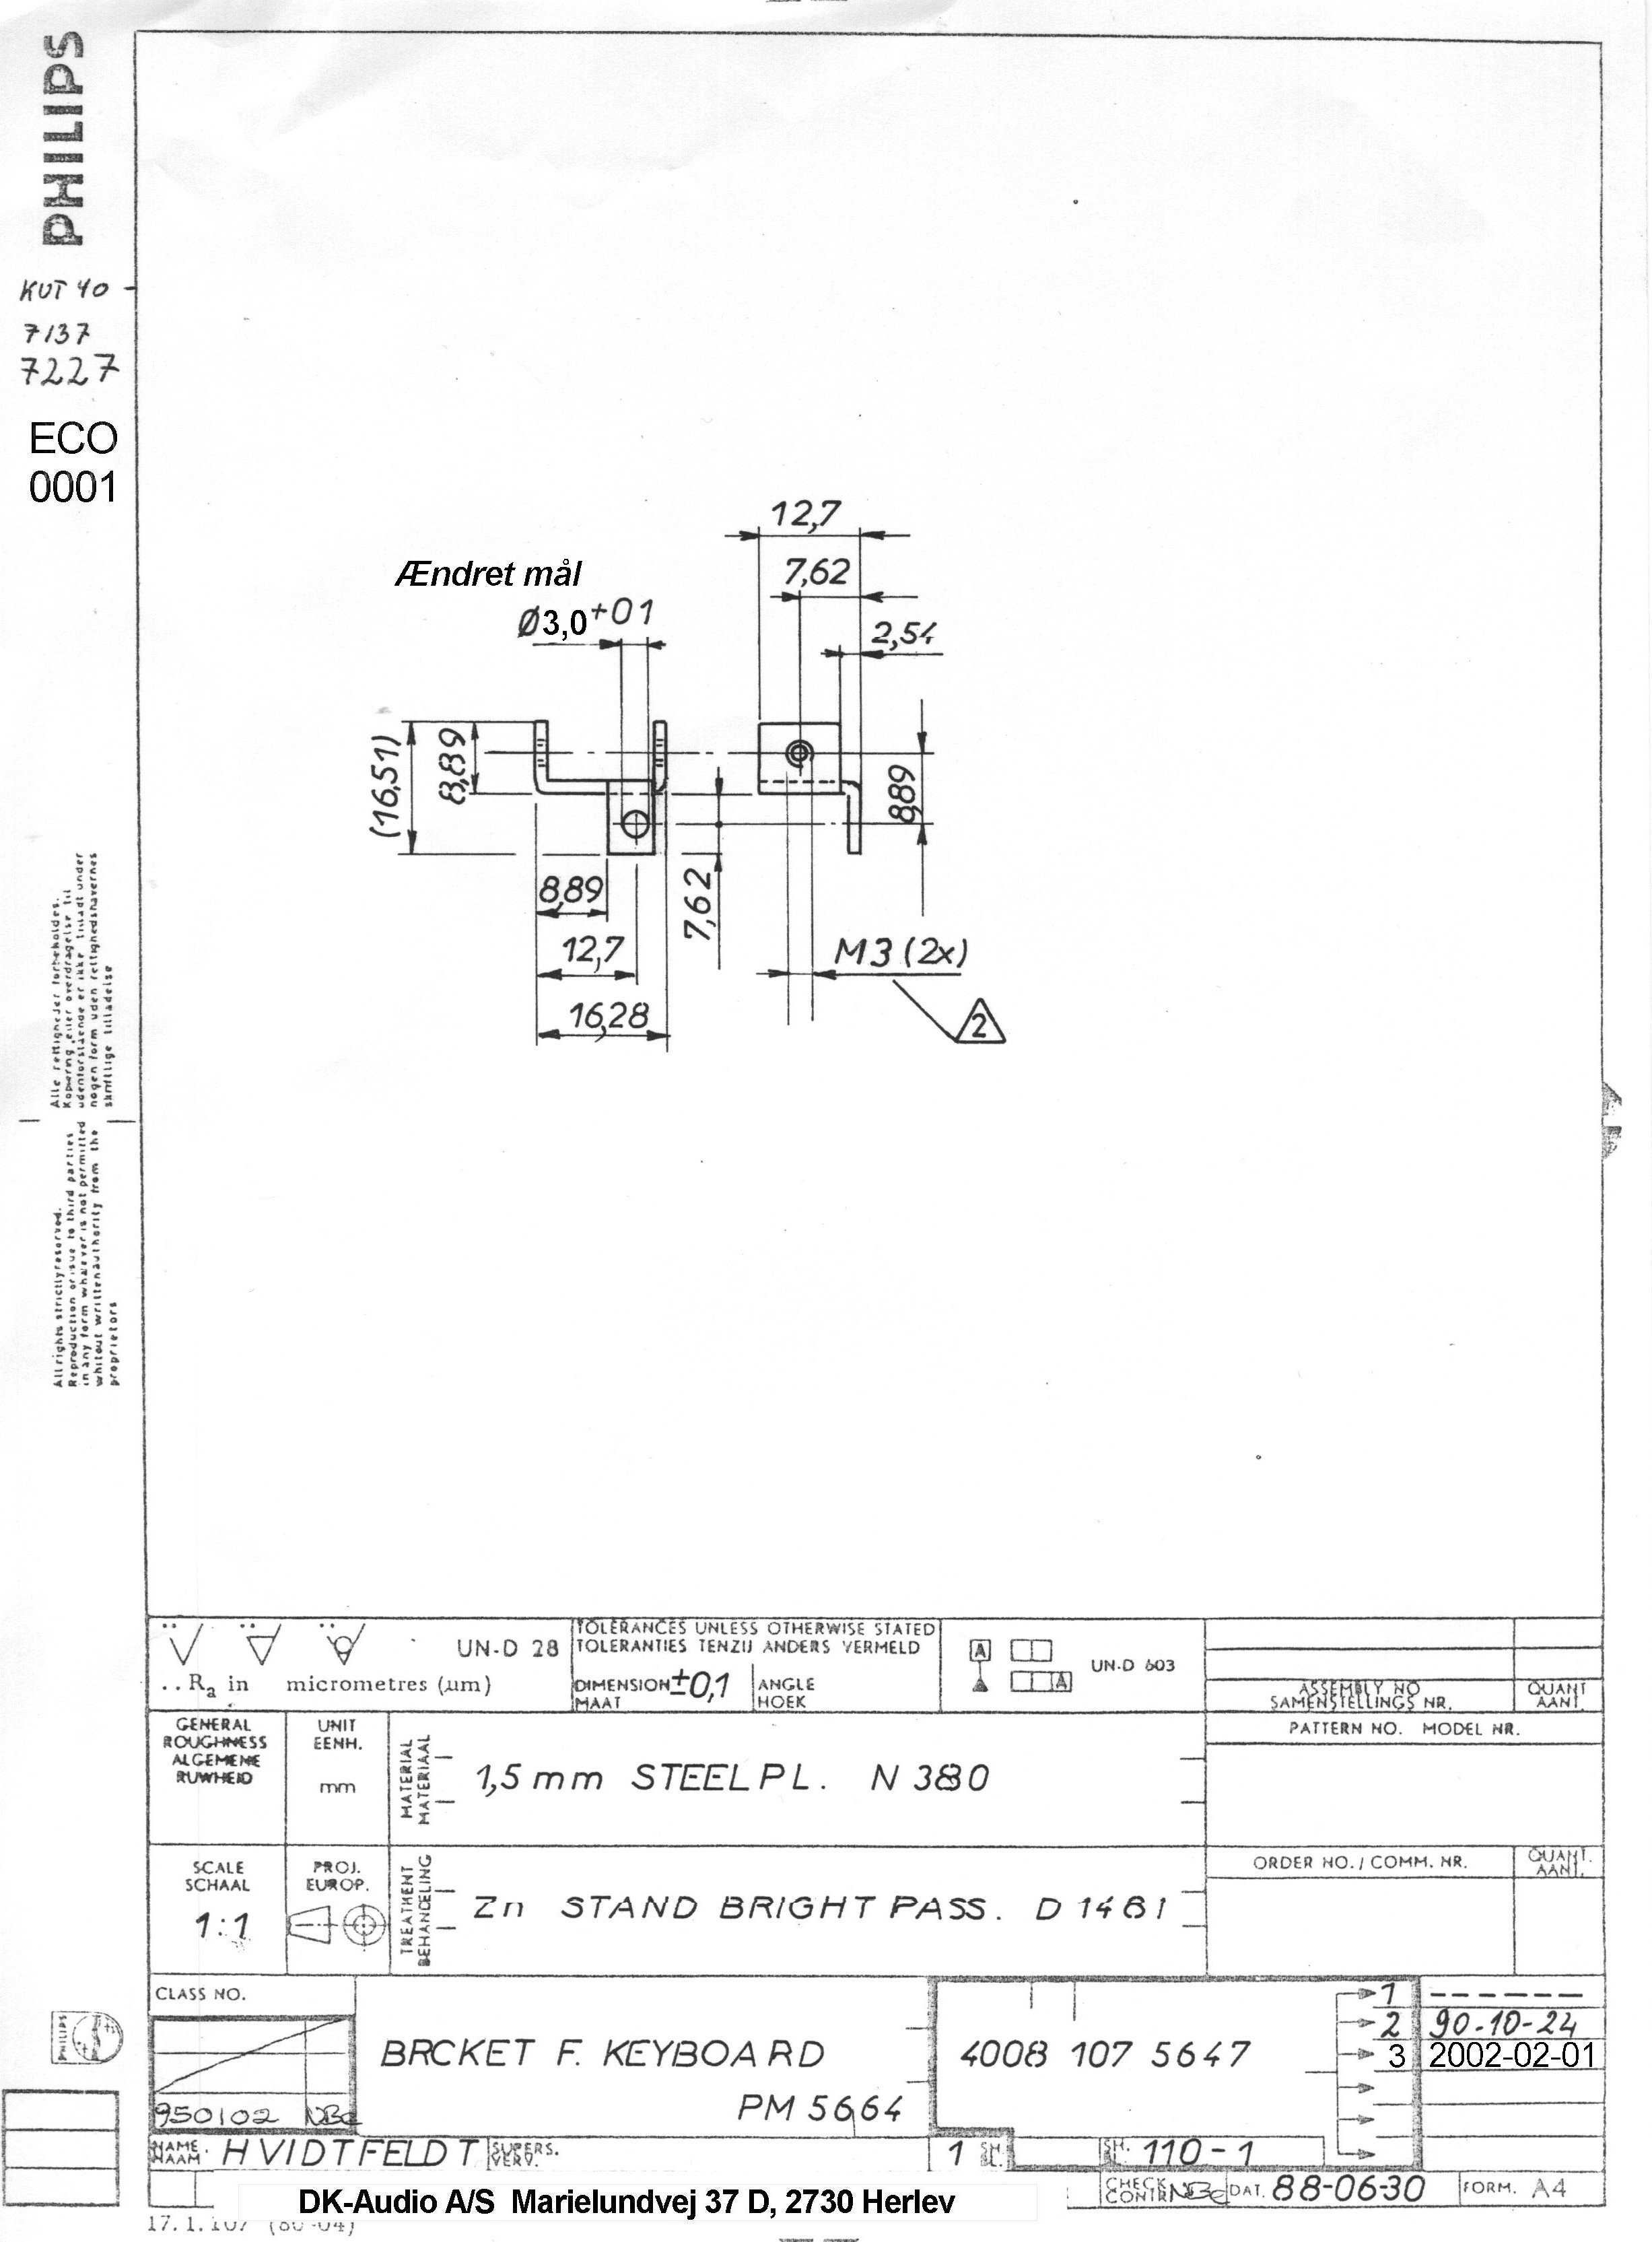 PHILIPS
KUT 40
7137
7227
ECO
0001
12,7
Ændret mål
7,62
Ø3,0+01
2,54
(16,51)
8,89
8,89
8,89
7,62
12,7
M3 (2x)
2
16,28
Alle rettigheder forbeholdes.
Kopiering eller overdragelse til
udenforstående er ikke tilladt under
nogen form uden rettighedshavernes
skriftlige tilladelse
All rights strictly reserved.
Reproduction or issue to third parties
in any form whatever is not permitted
whitout written authority from the
proprietors
UN-D 28
TOLERANCES UNLESS OTHERWISE STATED
TOLERANTIES TENZIJ ANDERS VERMELD
.. Ra in micrometres (µm)
DIMENSION ±0,1
MAAT
ANGLE
HOEK
A
A
UN-D 603
ASSEMBLY NO
SAMENSTELLINGS NR.
QUANT
AANT.
GENERAL
ROUGHNESS
ALGEMENE
RUWHEID
UNIT
EENH.
mm
MATERIAL
MATERIAAL
1,5 mm STEEL PL. N 380
PATTERN NO. MODEL NR.
SCALE
SCHAAL
1:1
PROJ.
EUROP.
TREATMENT
BEHANDELING
Zn STAND BRIGHT PASS. D 1461
ORDER NO. / COMM. NR.
QUANT.
AANT.
CLASS NO.
950102 NBc
BRCKET F. KEYBOARD
PM 5664
4008 107 5647
1 -------
2 90-10-24
3 2002-02-01
PHILIPS
NAME
NAAM
HVIDTFELDT
SUPERS.
VERV.
1 SH.
SH. 110-1
CHECK
CONTR
NBc
DAT. 88-06-30
FORM. A4
DK-Audio A/S Marielundvej 37 D, 2730 Herlev
17.1.107 (80-04)